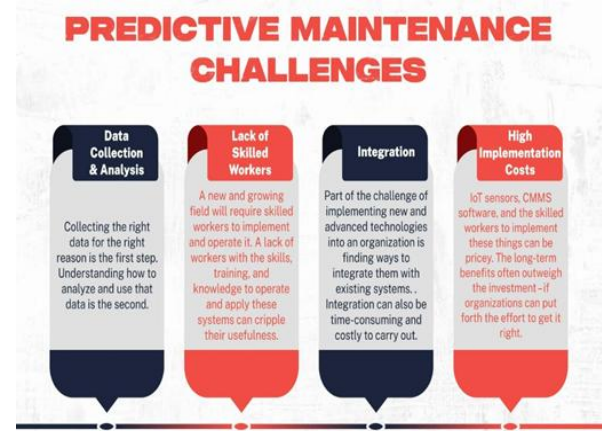 PREDICTIVE MAINTENANCE
CHALLENGES
Data
Collection
& Analysis
Collecting the right
data for the right
reason is the first step.
Understanding how to
analyze and use that
data is the second.
Lack of
Skilled
Workers
A new and growing
field will require skilled
workers to implement
and operate it. A lack of
workers with the skills,
training, and
knowledge to operate
and apply these
systems can cripple
their usefulness.
Integration
Part of the challenge of
implementing new and
advanced technologies
into an organization is
finding ways to
integrate them with
existing systems. .
Integration can also be
time-consuming and
costly to carry out.
High
Implementation
Costs
IoT sensors, CMMS
software, and the skilled
workers to implement
these things can be
pricey. The long-term
benefits often outweigh
the investment–if
organizations can put
forth the effort to get it
right.